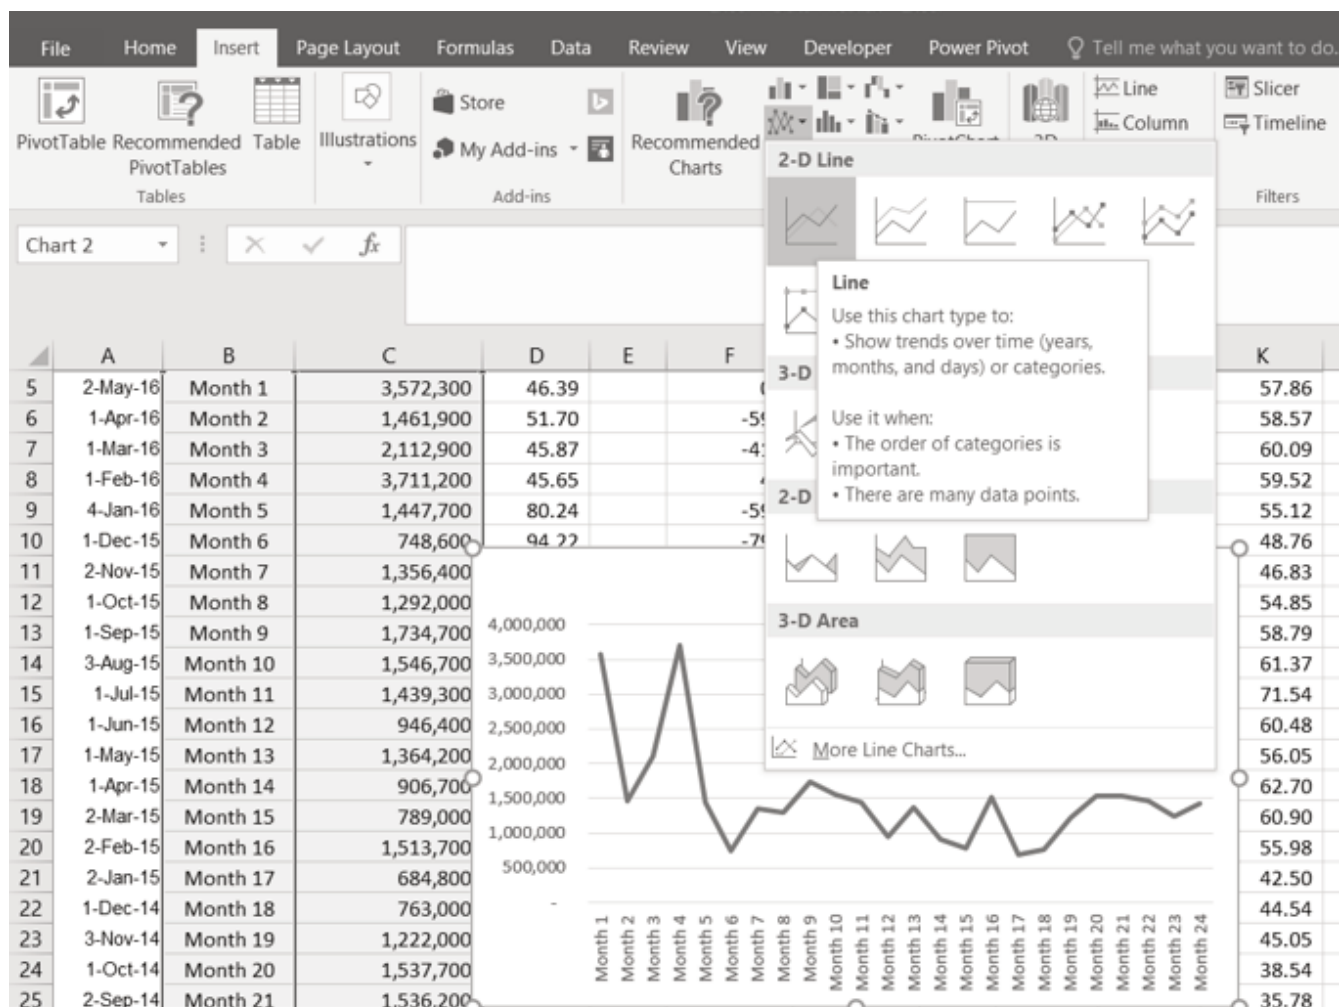 File Home Insert Page Layout Formulas Data Review View Developer Power Pivot Tell me what you want to do.
PivotTable Recommended PivotTables Table
Tables
Illustrations
Store
My Add-ins
Add-ins
Recommended Charts
PivotChart 3D
Line
Column
Slicer
Timeline
Filters
Chart 2 fx
2-D Line
Line
Use this chart type to:
• Show trends over time (years,
months, and days) or categories.
Use it when:
• The order of categories is
important.
• There are many data points.
3-D
2-D
3-D Area
More Line Charts...
A B C D E F K
5 2-May-16 Month 1 3,572,300 46.39 57.86
6 1-Apr-16 Month 2 1,461,900 51.70 58.57
7 1-Mar-16 Month 3 2,112,900 45.87 60.09
8 1-Feb-16 Month 4 3,711,200 45.65 59.52
9 4-Jan-16 Month 5 1,447,700 80.24 55.12
10 1-Dec-15 Month 6 748,600 94.22 48.76
11 2-Nov-15 Month 7 1,356,400 46.83
12 1-Oct-15 Month 8 1,292,000 54.85
13 1-Sep-15 Month 9 1,734,700 58.79
14 3-Aug-15 Month 10 1,546,700 61.37
15 1-Jul-15 Month 11 1,439,300 71.54
16 1-Jun-15 Month 12 946,400 60.48
17 1-May-15 Month 13 1,364,200 56.05
18 1-Apr-15 Month 14 906,700 62.70
19 2-Mar-15 Month 15 789,000 60.90
20 2-Feb-15 Month 16 1,513,700 55.98
21 2-Jan-15 Month 17 684,800 42.50
22 1-Dec-14 Month 18 763,000 44.54
23 3-Nov-14 Month 19 1,222,000 45.05
24 1-Oct-14 Month 20 1,537,700 38.54
25 2-Sep-14 Month 21 1,536,200 35.78
4,000,000
3,500,000
3,000,000
2,500,000
2,000,000
1,500,000
1,000,000
500,000
-
Month 1
Month 2
Month 3
Month 4
Month 5
Month 6
Month 7
Month 8
Month 9
Month 10
Month 11
Month 12
Month 13
Month 14
Month 15
Month 16
Month 17
Month 18
Month 19
Month 20
Month 21
Month 22
Month 23
Month 24